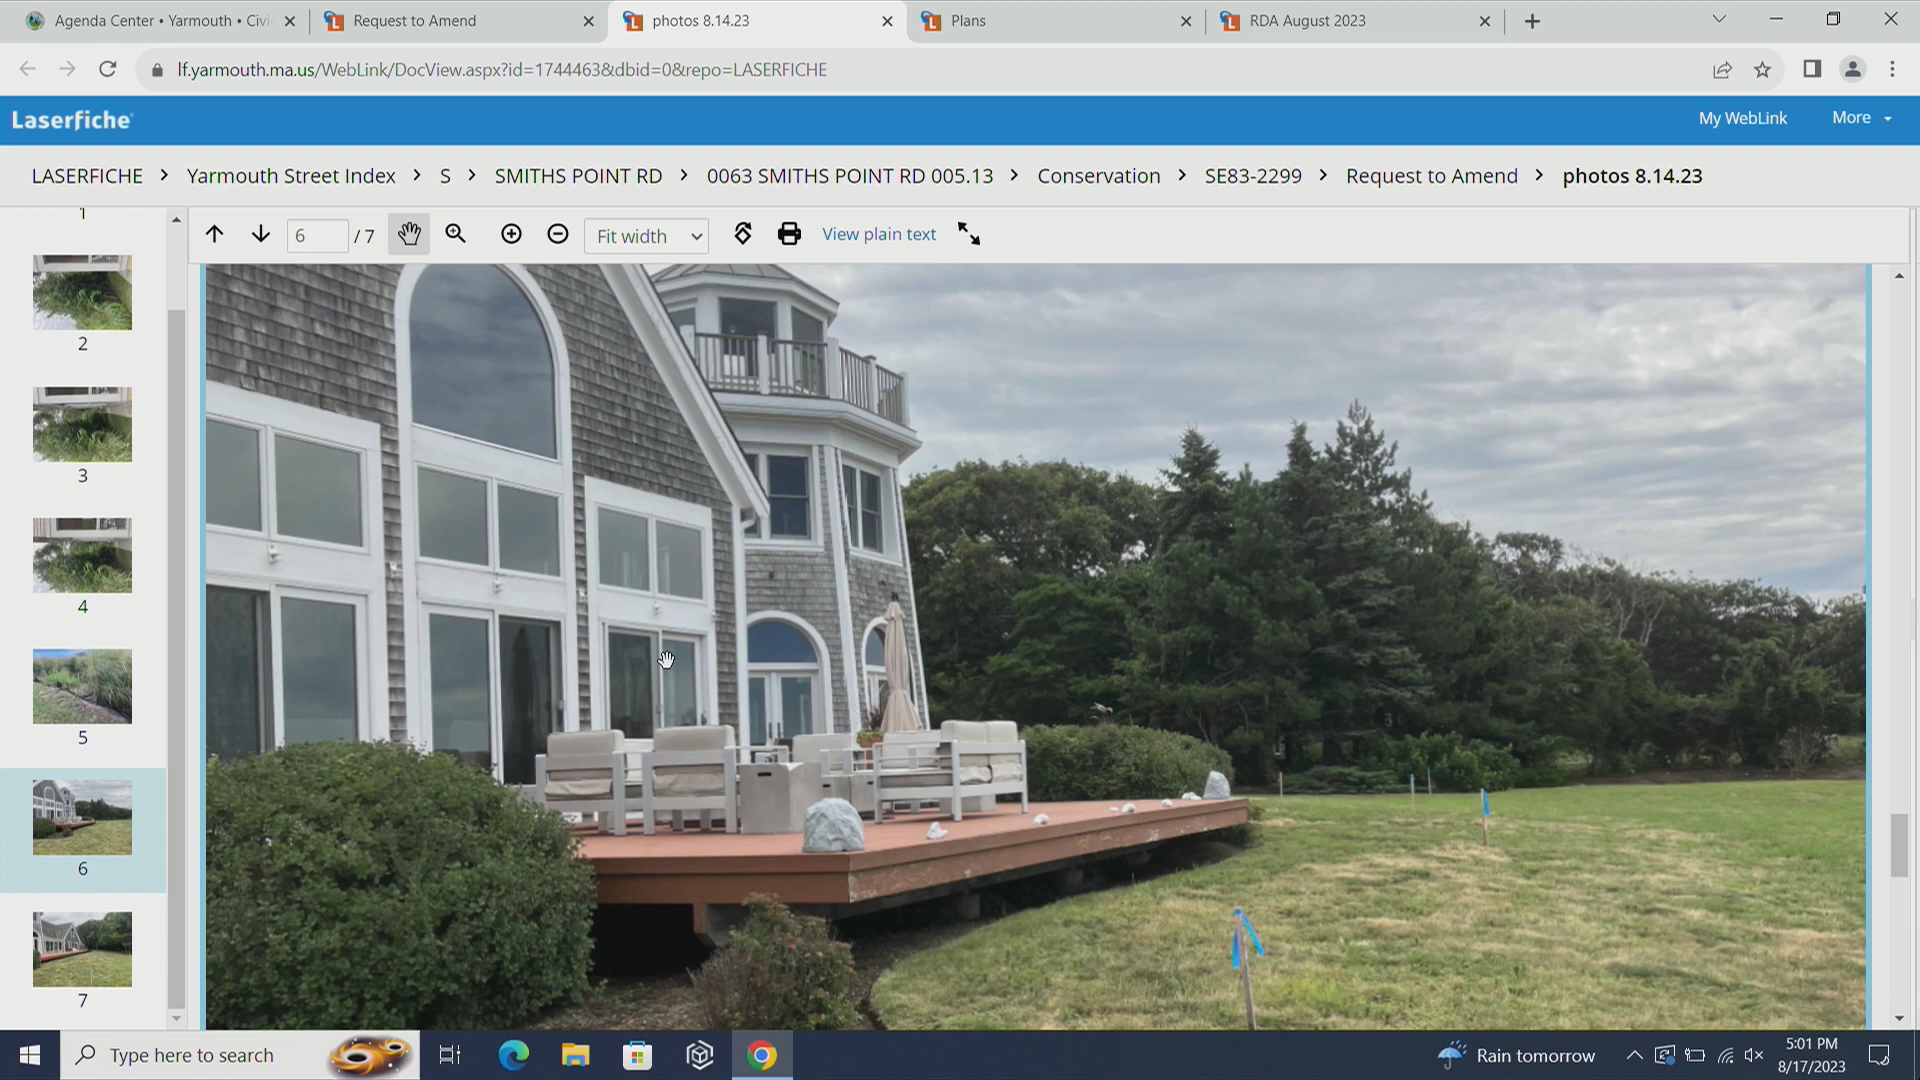 Agenda Center • Yarmouth • Civi
Request to Amend
photos 8.14.23
Plans
RDA August 2023
lf.yarmouth.ma.us/WebLink/DocView.aspx?id=1744463&dbid=0&repo=LASERFICHE
Laserfiche
My WebLink
More
LASERFICHE > Yarmouth Street Index > S > SMITHS POINT RD > 0063 SMITHS POINT RD 005.13 > Conservation > SE83-2299 > Request to Amend > photos 8.14.23
6 / 7
Fit width
View plain text
1
2
3
4
5
6
7
Type here to search
Rain tomorrow
5:01 PM
8/17/2023